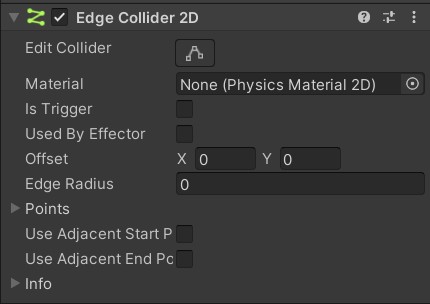 Edge Collider 2D
Edit Collider
Material None (Physics Material 2D)
Is Trigger
Used By Effector
Offset X 0 Y 0
Edge Radius 0
Points
Use Adjacent Start P
Use Adjacent End Po
Info